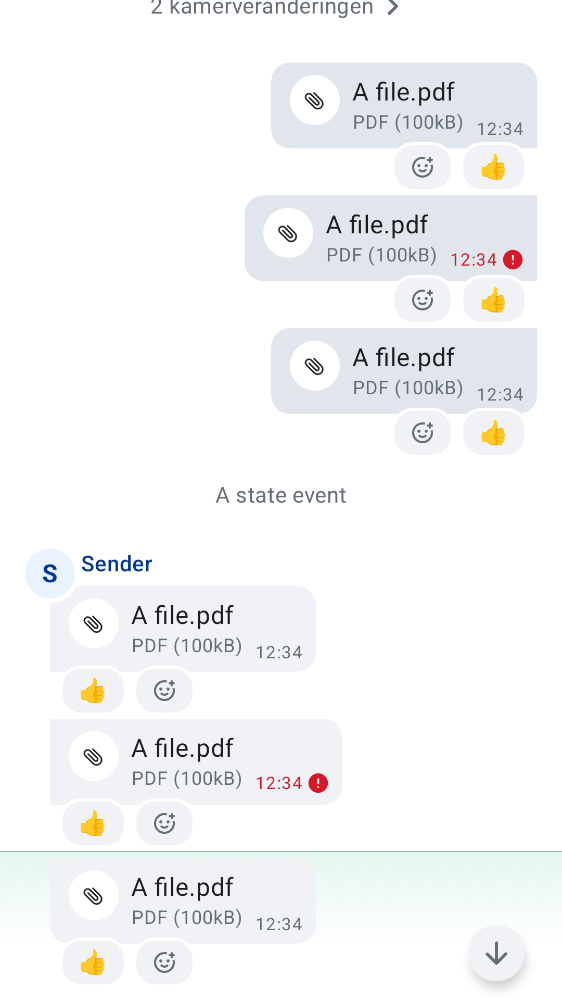 2 kamerveranderingen
A file.pdf
PDF (100kB) 12:34
👍
A file.pdf
PDF (100kB) 12:34
👍
A file.pdf
PDF (100kB) 12:34
👍
A state event
S Sender
A file.pdf
PDF (100kB) 12:34
👍
A file.pdf
PDF (100kB) 12:34
👍
A file.pdf
PDF (100kB) 12:34
👍